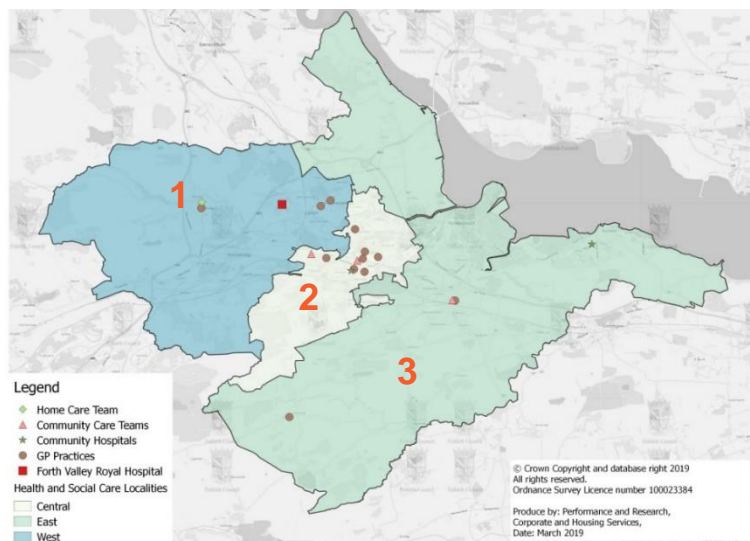 1
2
3
Legend
Home Care Team
Community Care Teams
Community Hospitals
GP Practices
Forth Valley Royal Hospital
Health and Social Care Localities
Central
East
West
© Crown Copyright and database right 2019
All rights reserved.
Ordnance Survey Licence number 100023384
Produce by: Performance and Research,
Corporate and Housing Services,
Date: March 2019